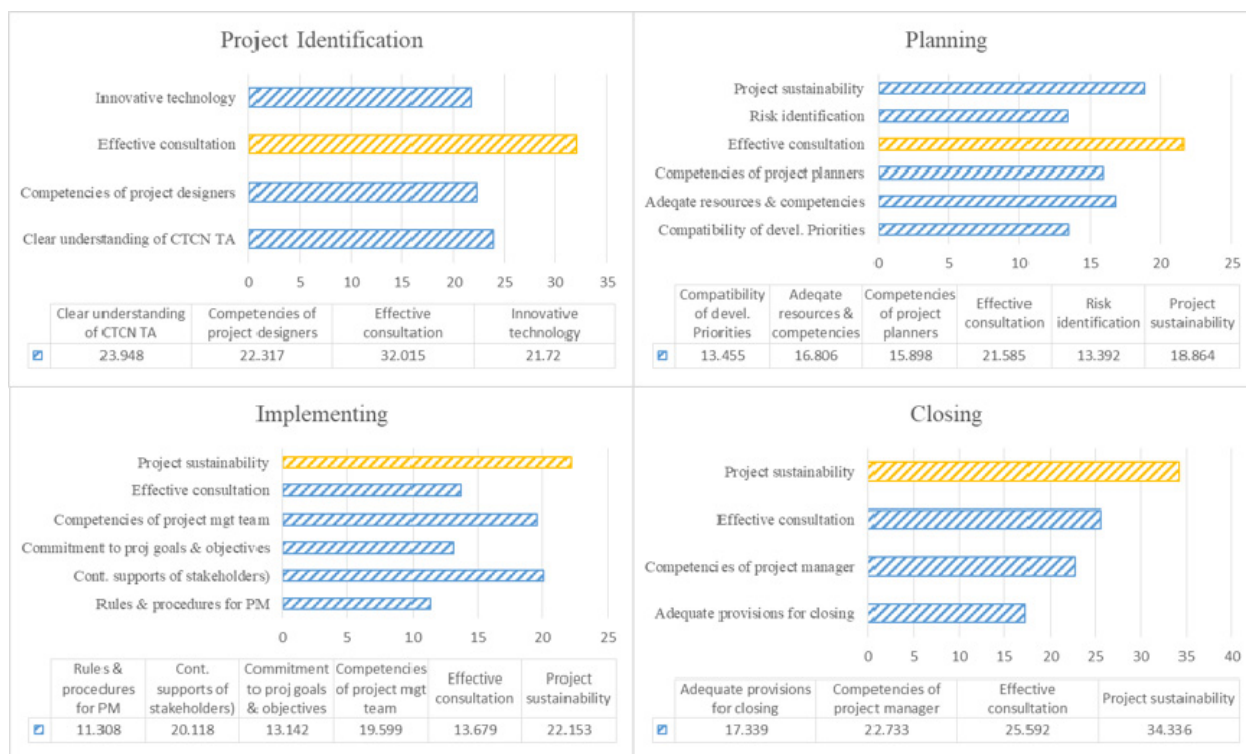 Project Identification
Innovative technology
Effective consultation
Competencies of project designers
Clear understanding of CTCN TA
0 5 10 15 20 25 30 35
Clear understanding of CTCN TA Competencies of project designers Effective consultation Innovative technology
23.948 22.317 32.015 21.72
Planning
Project sustainability
Risk identification
Effective consultation
Competencies of project planners
Adeqate resources & competencies
Compatibility of devel. Priorities
0 5 10 15 20 25
Compatibility of devel. Priorities Adeqate resources & competencies Competencies of project planners Effective consultation Risk identification Project sustainability
13.455 16.806 15.898 21.585 13.392 18.864
Implementing
Project sustainability
Effective consultation
Competencies of project mgt team
Commitment to proj goals & objectives
Cont. supports of stakeholders)
Rules & procedures for PM
0 5 10 15 20 25
Rules & procedures for PM Cont. supports of stakeholders) Commitment to proj goals & objectives Competencies of project mgt team Effective consultation Project sustainability
11.308 20.118 13.142 19.599 13.679 22.153
Closing
Project sustainability
Effective consultation
Competencies of project manager
Adequate provisions for closing
0 5 10 15 20 25 30 35 40
Adequate provisions for closing Competencies of project manager Effective consultation Project sustainability
17.339 22.733 25.592 34.336